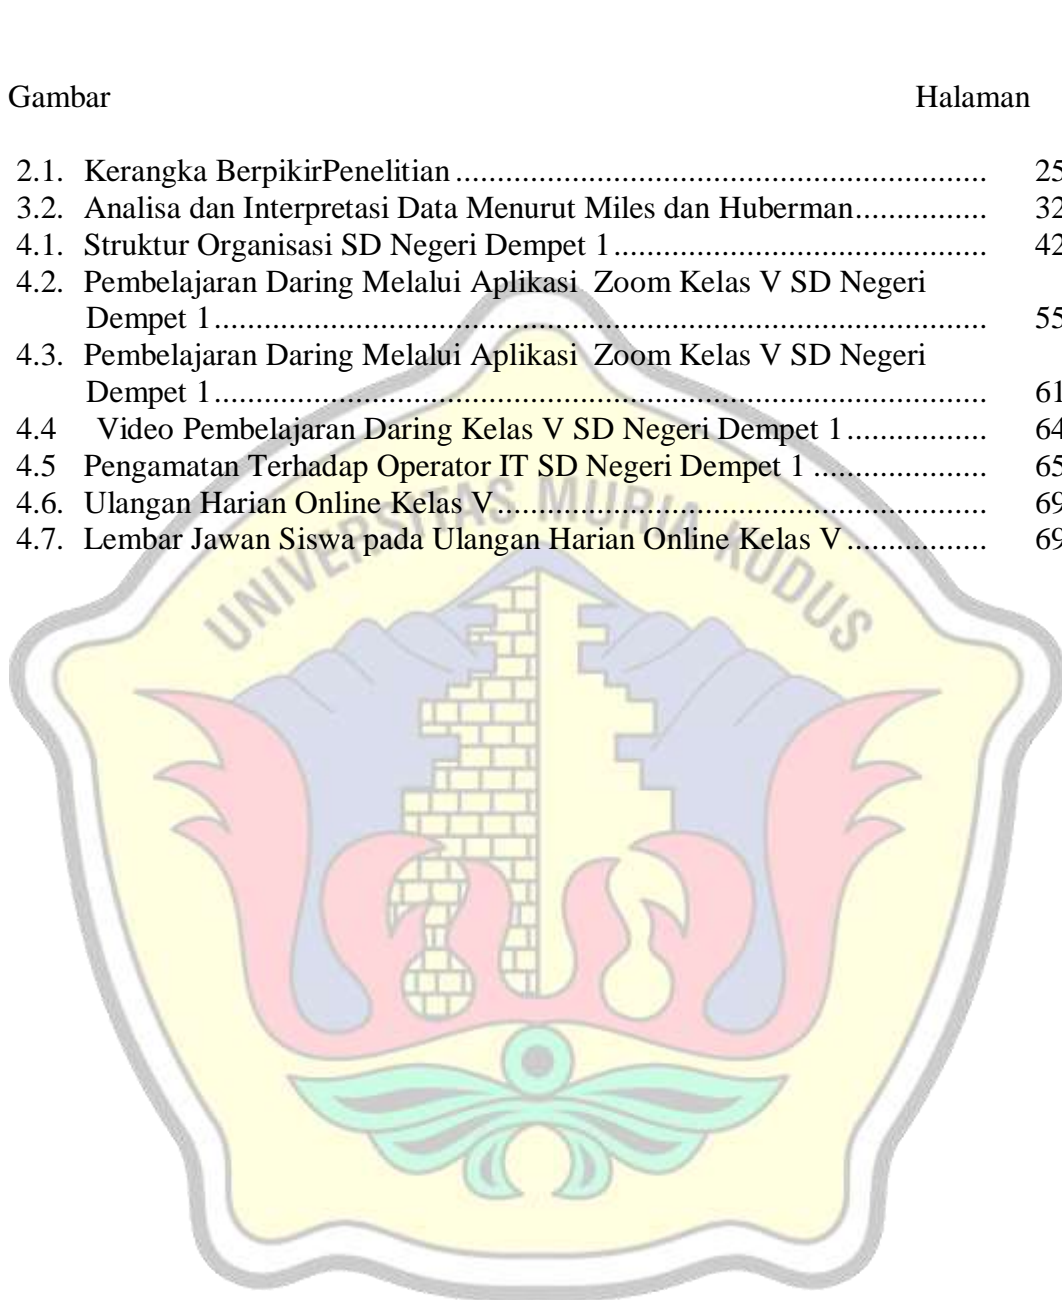 Gambar Halaman
2.1. Kerangka BerpikirPenelitian ................................................................ 25
3.2. Analisa dan Interpretasi Data Menurut Miles dan Huberman................ 32
4.1. Struktur Organisasi SD Negeri Dempet 1 ............................................. 42
4.2. Pembelajaran Daring Melalui Aplikasi Zoom Kelas V SD Negeri
Dempet 1 ............................................................................................. 55
4.3. Pembelajaran Daring Melalui Aplikasi Zoom Kelas V SD Negeri
Dempet 1 ............................................................................................. 61
4.4 Video Pembelajaran Daring Kelas V SD Negeri Dempet 1 ................. 64
4.5 Pengamatan Terhadap Operator IT SD Negeri Dempet 1 ..................... 65
4.6. Ulangan Harian Online Kelas V ........................................................... 69
4.7. Lembar Jawan Siswa pada Ulangan Harian Online Kelas V ................. 69
UNIVERSITAS MURIA KUDUS